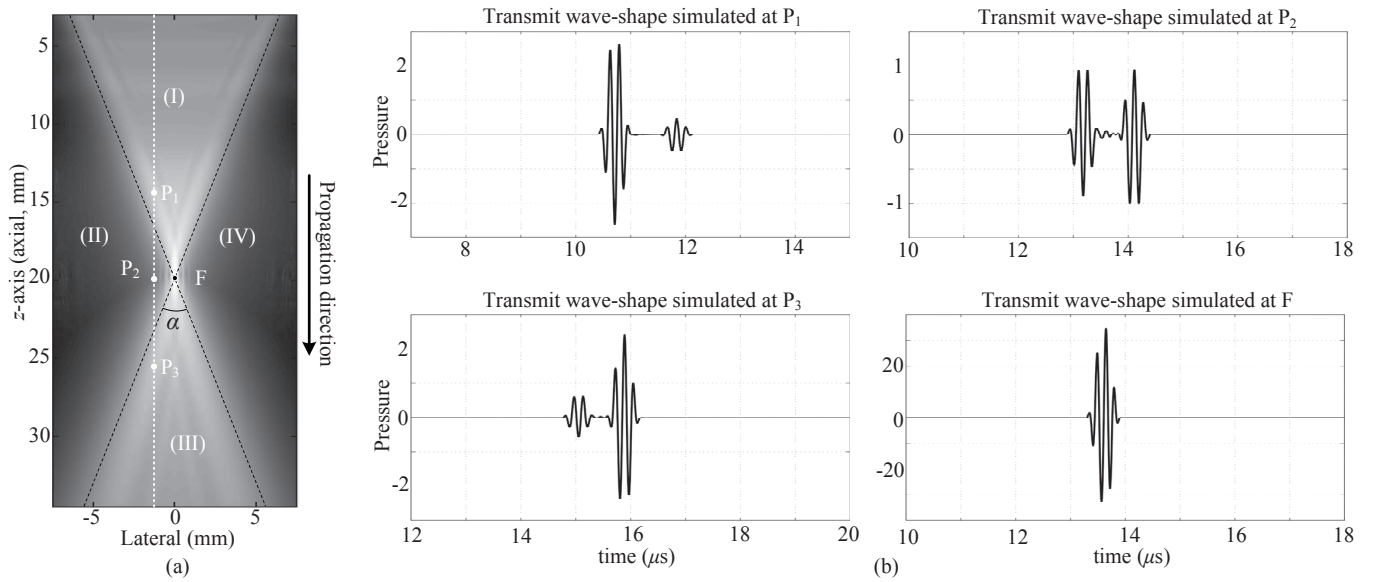 5
10
15
20
25
30
z-axis (axial, mm)
(I)
P1
(II)
(IV)
P2
F
α
P3
(III)
-5
0
5
Lateral (mm)
(a)
Propagation direction
Transmit wave-shape simulated at P1
2
0
-2
Pressure
8
10
12
14
Transmit wave-shape simulated at P2
1
0
-1
10
12
14
16
18
Transmit wave-shape simulated at P3
2
0
-2
Pressure
12
14
16
18
20
time (μs)
Transmit wave-shape simulated at F
20
0
-20
10
12
14
16
18
time (μs)
(b)